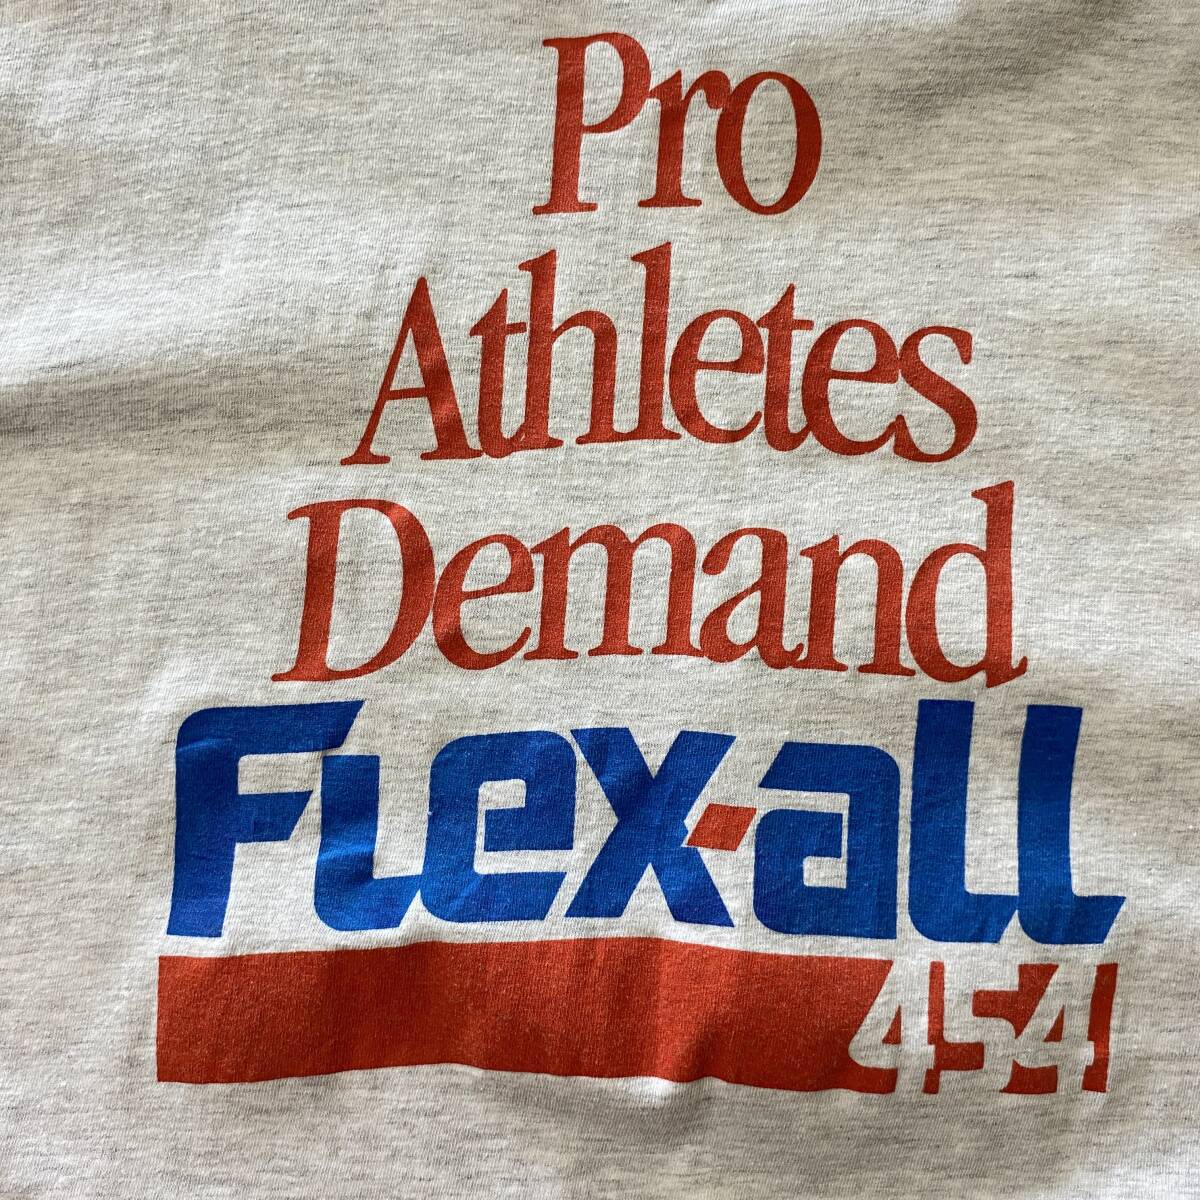 Pro
Athletes
Demand
Flex-all
454